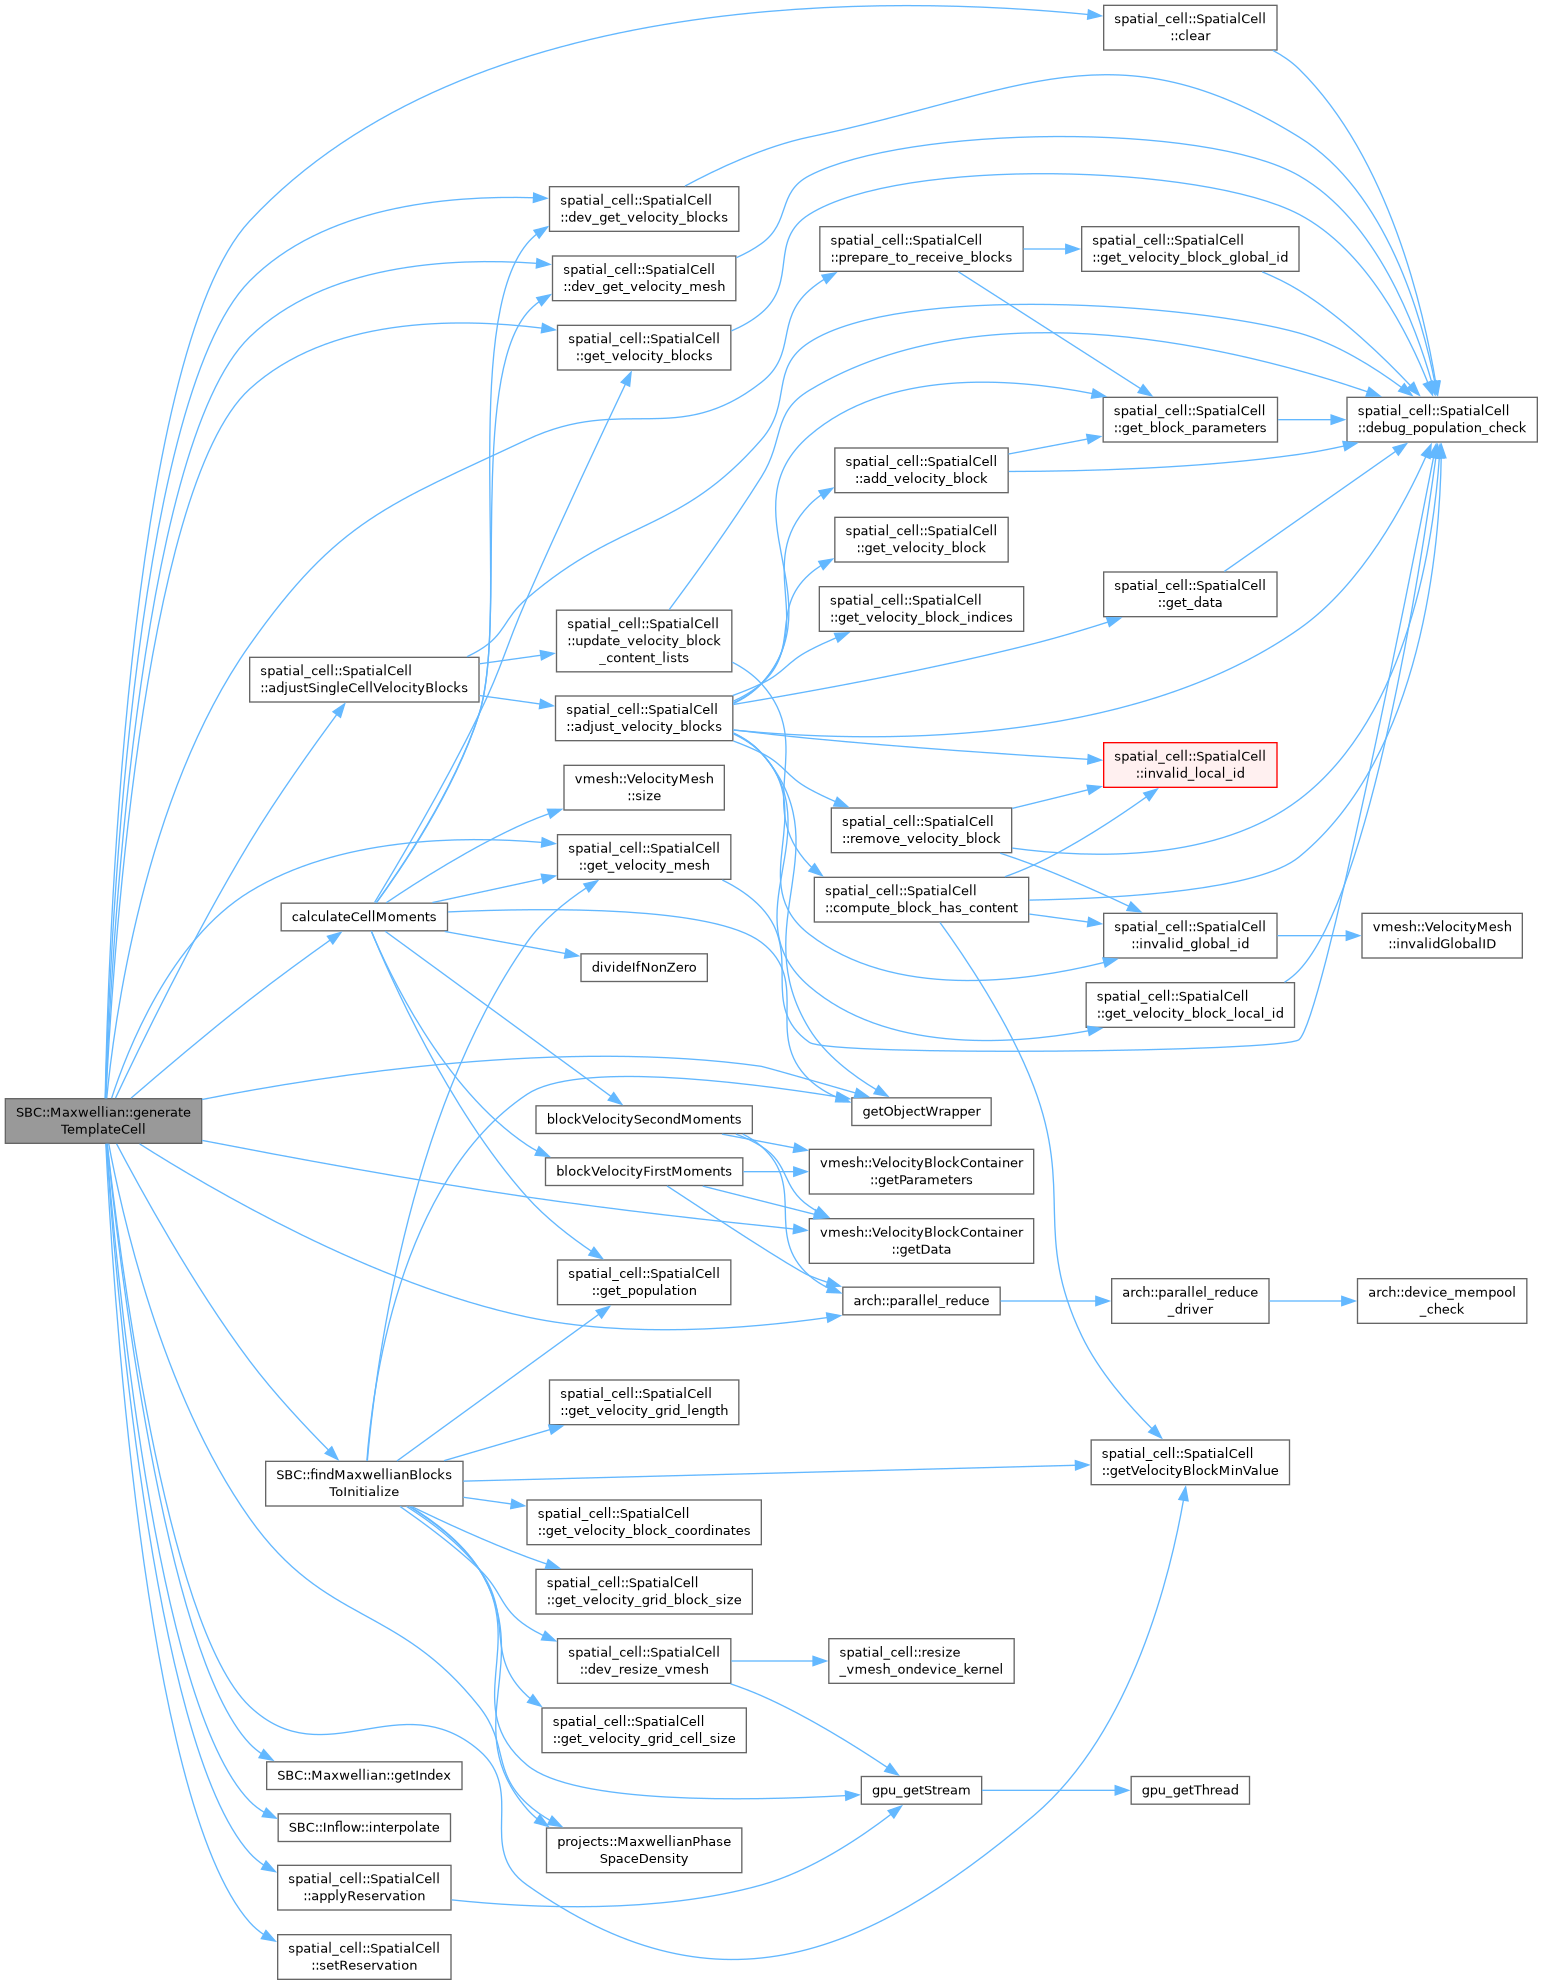 spatial_cell::SpatialCell
::clear
spatial_cell::SpatialCell
::dev_get_velocity_blocks
spatial_cell::SpatialCell
::prepare_to_receive_blocks
spatial_cell::SpatialCell
::get_velocity_block_global_id
spatial_cell::SpatialCell
::dev_get_velocity_mesh
spatial_cell::SpatialCell
::get_velocity_blocks
spatial_cell::SpatialCell
::get_block_parameters
spatial_cell::SpatialCell
::debug_population_check
spatial_cell::SpatialCell
::add_velocity_block
spatial_cell::SpatialCell
::get_velocity_block
spatial_cell::SpatialCell
::get_data
spatial_cell::SpatialCell
::get_velocity_block_indices
spatial_cell::SpatialCell
::update_velocity_block
_content_lists
spatial_cell::SpatialCell
::adjustSingleCellVelocityBlocks
spatial_cell::SpatialCell
::adjust_velocity_blocks
spatial_cell::SpatialCell
::invalid_local_id
vmesh::VelocityMesh
::size
spatial_cell::SpatialCell
::remove_velocity_block
spatial_cell::SpatialCell
::get_velocity_mesh
spatial_cell::SpatialCell
::compute_block_has_content
calculateCellMoments
spatial_cell::SpatialCell
::invalid_global_id
vmesh::VelocityMesh
::invalidGlobalID
divideIfNonZero
spatial_cell::SpatialCell
::get_velocity_block_local_id
SBC::Maxwellian::generate
TemplateCell
getObjectWrapper
blockVelocitySecondMoments
vmesh::VelocityBlockContainer
::getParameters
blockVelocityFirstMoments
vmesh::VelocityBlockContainer
::getData
spatial_cell::SpatialCell
::get_population
arch::parallel_reduce
arch::parallel_reduce
_driver
arch::device_mempool
_check
spatial_cell::SpatialCell
::get_velocity_grid_length
SBC::findMaxwellianBlocks
ToInitialize
spatial_cell::SpatialCell
::getVelocityBlockMinValue
spatial_cell::SpatialCell
::get_velocity_block_coordinates
spatial_cell::SpatialCell
::get_velocity_grid_block_size
spatial_cell::SpatialCell
::dev_resize_vmesh
spatial_cell::resize
_vmesh_ondevice_kernel
spatial_cell::SpatialCell
::get_velocity_grid_cell_size
SBC::Maxwellian::getIndex
gpu_getStream
gpu_getThread
SBC::Inflow::interpolate
projects::MaxwellianPhase
SpaceDensity
spatial_cell::SpatialCell
::applyReservation
spatial_cell::SpatialCell
::setReservation